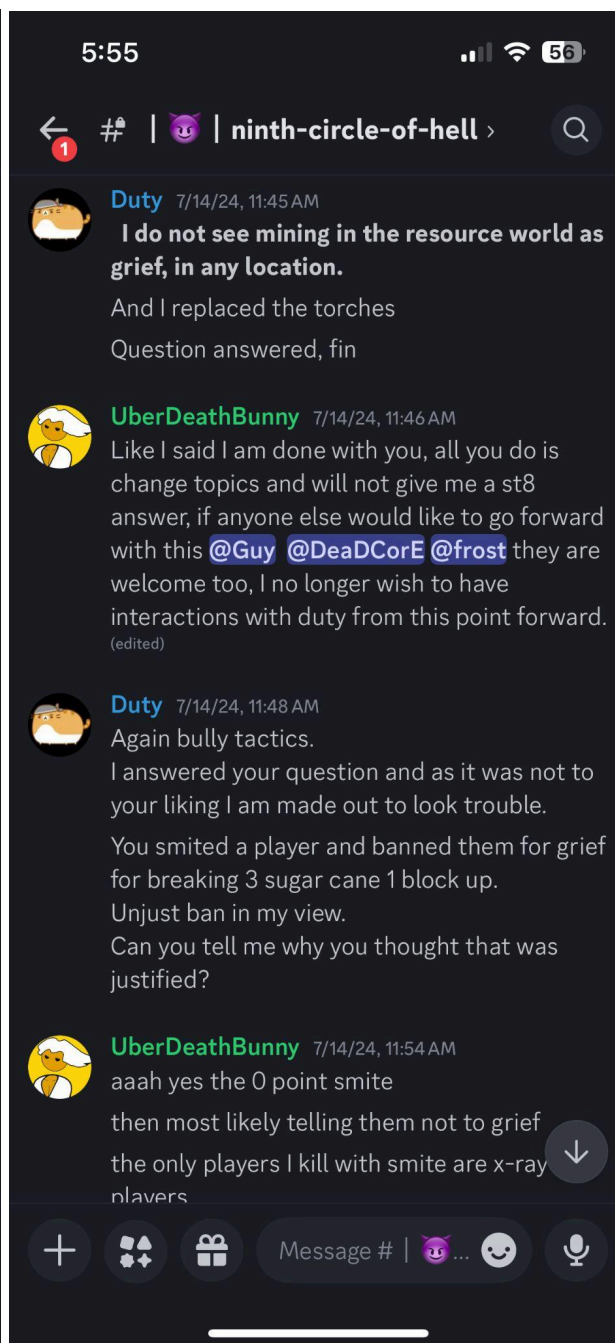 5:55
56
1
# | 😈 | ninth-circle-of-hell ›
Duty 7/14/24, 11:45 AM
I do not see mining in the resource world as
grief, in any location.
And I replaced the torches
Question answered, fin
UberDeathBunny 7/14/24, 11:46 AM
Like I said I am done with you, all you do is
change topics and will not give me a st8
answer, if anyone else would like to go forward
with this @Guy @DeaDCorE @frost they are
welcome too, I no longer wish to have
interactions with duty from this point forward.
(edited)
Duty 7/14/24, 11:48 AM
Again bully tactics.
I answered your question and as it was not to
your liking I am made out to look trouble.
You smited a player and banned them for grief
for breaking 3 sugar cane 1 block up.
Unjust ban in my view.
Can you tell me why you thought that was
justified?
UberDeathBunny 7/14/24, 11:54 AM
aaah yes the 0 point smite
then most likely telling them not to grief
the only players I kill with smite are x-ray
players
Message # | 😈 ...